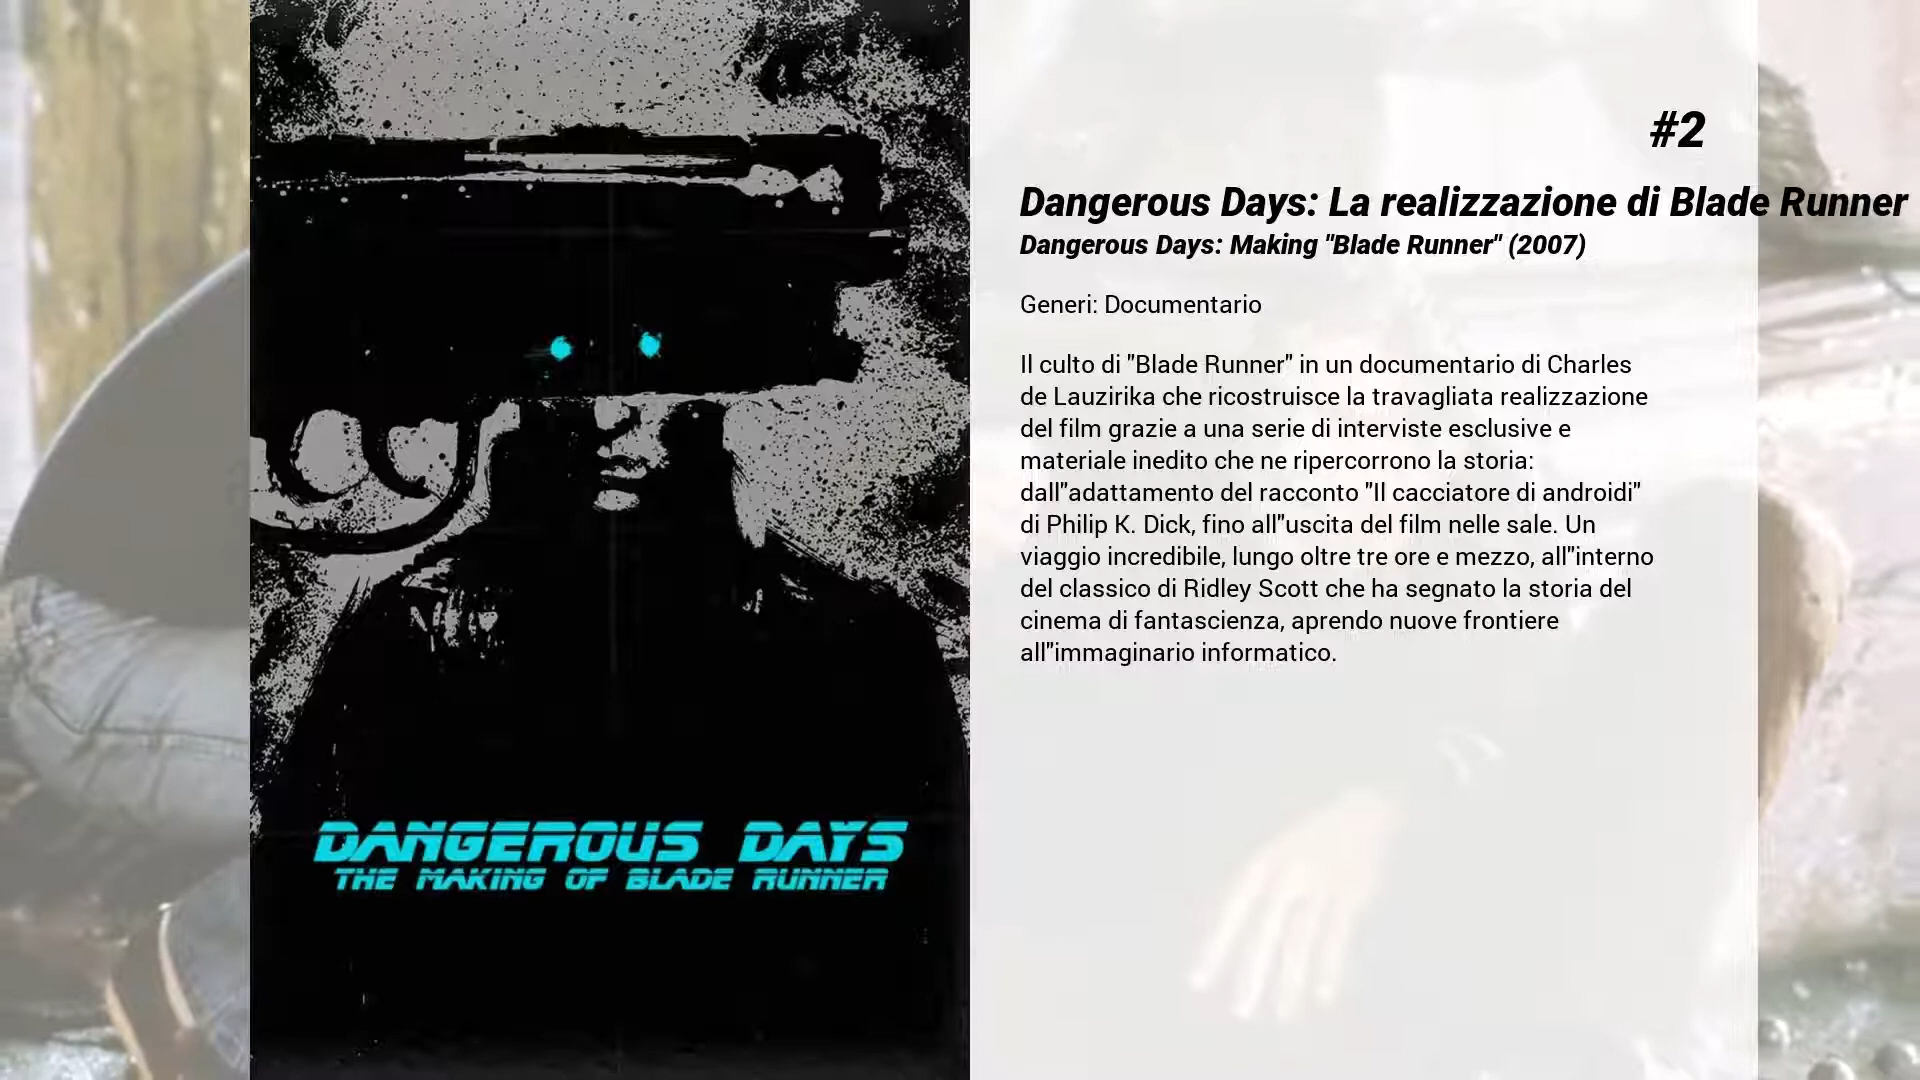 #2
Dangerous Days: La realizzazione di Blade Runner
Dangerous Days: Making "Blade Runner" (2007)
Generi: Documentario
Il culto di "Blade Runner" in un documentario di Charles
de Lauzirika che ricostruisce la travagliata realizzazione
del film grazie a una serie di interviste esclusive e
materiale inedito che ne ripercorrono la storia:
dall"adattamento del racconto "Il cacciatore di androidi"
di Philip K. Dick, fino all"uscita del film nelle sale. Un
viaggio incredibile, lungo oltre tre ore e mezzo, all"interno
del classico di Ridley Scott che ha segnato la storia del
cinema di fantascienza, aprendo nuove frontiere
all"immaginario informatico.
DANGEROUS DAYS
THE MAKING OF BLADE RUNNER